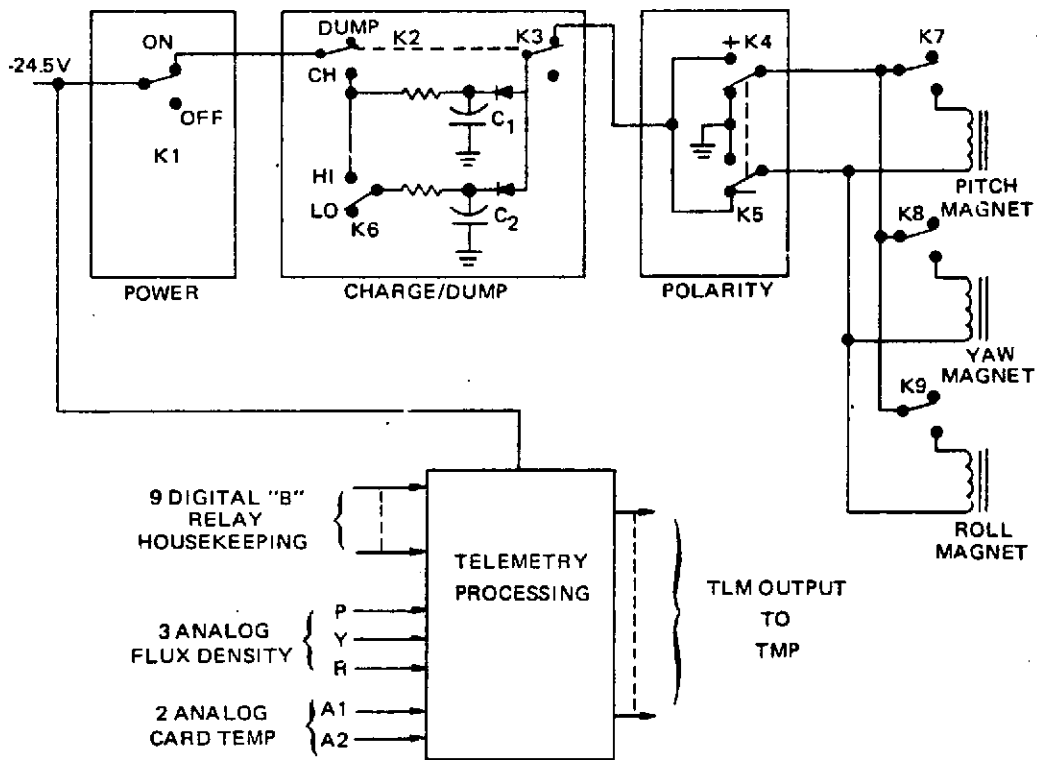 -24.5V
ON
OFF
K1
POWER
DUMP
K2
K3
CH
C1
HI
LO
K6
C2
CHARGE/DUMP
+
K4
K5
POLARITY
K7
PITCH
MAGNET
K8
YAW
MAGNET
K9
ROLL
MAGNET
9 DIGITAL "B"
RELAY
HOUSEKEEPING
3 ANALOG
FLUX DENSITY
P
Y
R
2 ANALOG
CARD TEMP
A1
A2
TELEMETRY
PROCESSING
TLM OUTPUT
TO
TMP